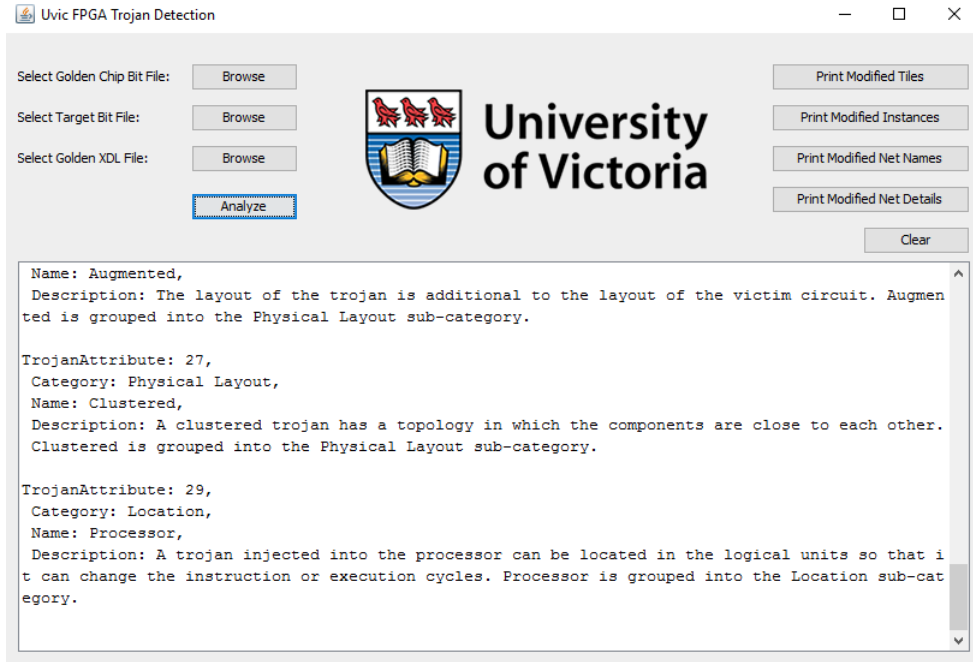 Uvic FPGA Trojan Detection
Select Golden Chip Bit File:
Browse
Select Target Bit File:
Browse
Select Golden XDL File:
Browse
Analyze
University
of Victoria
Print Modified Tiles
Print Modified Instances
Print Modified Net Names
Print Modified Net Details
Clear
Name: Augmented,
Description: The layout of the trojan is additional to the layout of the victim circuit. Augmen
ted is grouped into the Physical Layout sub-category.
TrojanAttribute: 27,
Category: Physical Layout,
Name: Clustered,
Description: A clustered trojan has a topology in which the components are close to each other.
Clustered is grouped into the Physical Layout sub-category.
TrojanAttribute: 29,
Category: Location,
Name: Processor,
Description: A trojan injected into the processor can be located in the logical units so that i
t can change the instruction or execution cycles. Processor is grouped into the Location sub-cat
egory.